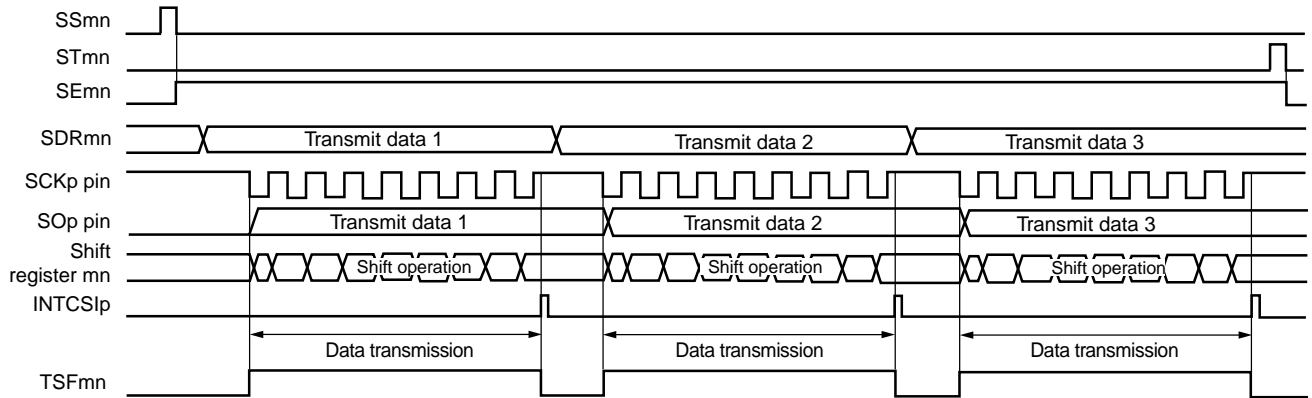 SSmn
STmn
SEmn
SDRmn Transmit data 1 Transmit data 2 Transmit data 3
SCKp pin
SOp pin Transmit data 1 Transmit data 2 Transmit data 3
Shift
register mn Shift operation Shift operation Shift operation
INTCSIp
Data transmission Data transmission Data transmission
TSFmn